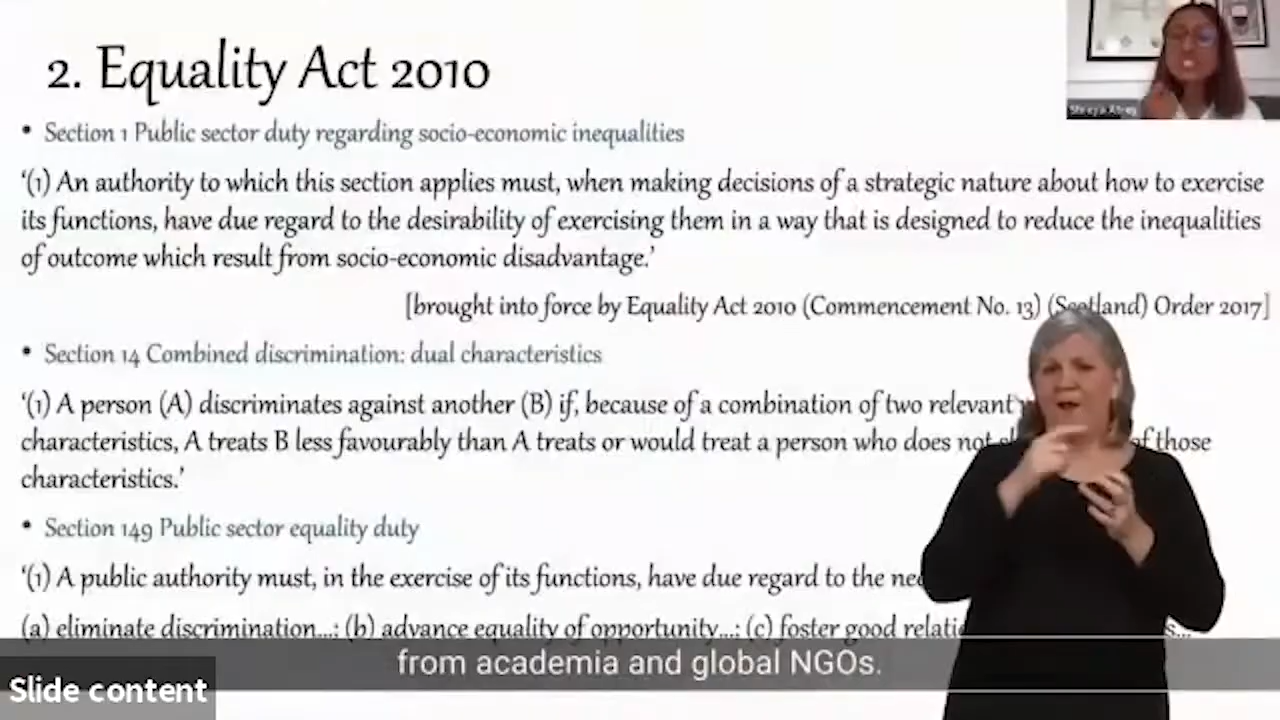 2. Equality Act 2010
• Section 1 Public sector duty regarding socio-economic inequalities
‘(1) An authority to which this section applies must, when making decisions of a strategic nature about how to exercise
its functions, have due regard to the desirability of exercising them in a way that is designed to reduce the inequalities
of outcome which result from socio-economic disadvantage.’
[brought into force by Equality Act 2010 (Commencement No. 13) (Scotland) Order 2017]
• Section 14 Combined discrimination: dual characteristics
‘(1) A person (A) discriminates against another (B) if, because of a combination of two relevant
characteristics, A treats B less favourably than A treats or would treat a person who does not of those
characteristics.’
• Section 149 Public sector equality duty
‘(1) A public authority must, in the exercise of its functions, have due regard to the
(a) eliminate discrimination...; (b) advance equality of opportunity...; (c) foster good
from academia and global NGOs.
Slide content